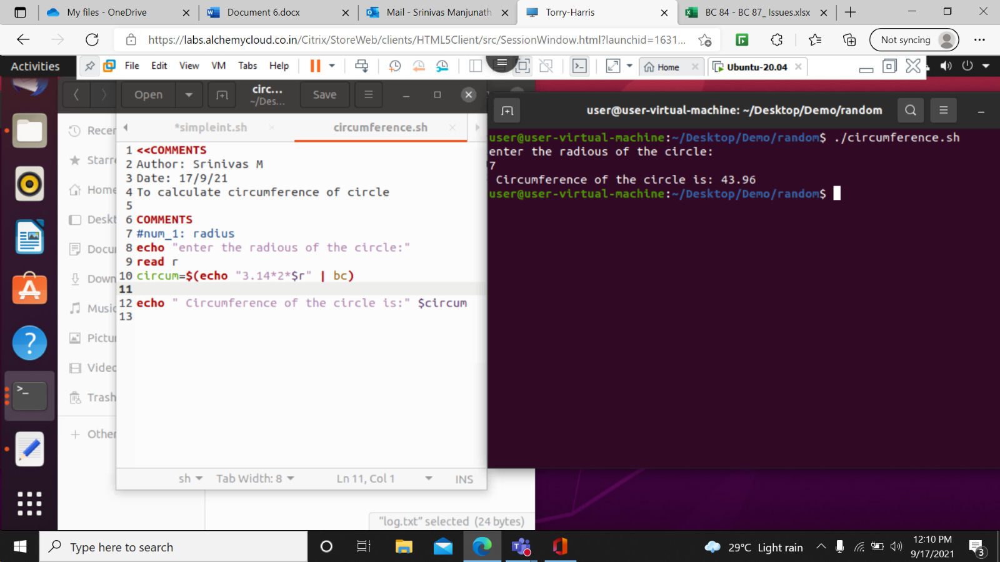 My files - OneDrive
Document 6.docx
Mail - Srinivas Manjunath
Torry-Harris
BC 84 - BC 87_ Issues.xlsx
https://labs.alchemycloud.co.in/Citrix/StoreWeb/clients/HTML5Client/src/SessionWindow.html?launchid=1631...
Not syncing
Activities
File Edit View VM Tabs Help
Home
Ubuntu-20.04
Open
circ...
~/Des...
Save
user@user-virtual-machine: ~/Desktop/Demo/random
*simpleint.sh
circumference.sh
Recer
Starre
Home
Deskt
Docu
Down
Music
Pictur
Video
Trash
Other
1 <<COMMENTS
2 Author: Srinivas M
3 Date: 17/9/21
4 To calculate circumference of circle
5
6 COMMENTS
7 #num_1: radius
8 echo "enter the radious of the circle:"
9 read r
10 circum=$(echo "3.14*2*$r" | bc)
11
12 echo " Circumference of the circle is:" $circum
13
sh
Tab Width: 8
Ln 11, Col 1
INS
user@user-virtual-machine:~/Desktop/Demo/random$ ./circumference.sh
enter the radious of the circle:
7
Circumference of the circle is: 43.96
user@user-virtual-machine:~/Desktop/Demo/random$
"log.txt" selected (24 bytes)
Type here to search
29°C Light rain
12:10 PM
9/17/2021
3